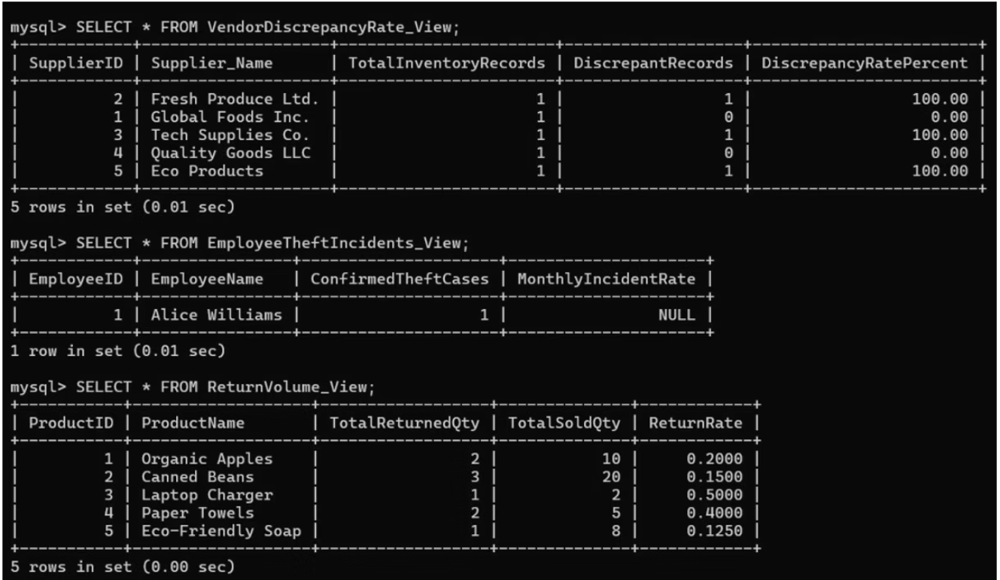 mysql> SELECT * FROM VendorDiscrepancyRate_View;
+------------+--------------------+-----------------------+-------------------+------------------------+
| SupplierID | Supplier_Name      | TotalInventoryRecords | DiscrepantRecords | DiscrepancyRatePercent |
+------------+--------------------+-----------------------+-------------------+------------------------+
|          2 | Fresh Produce Ltd. |                     1 |                 1 |                 100.00 |
|          1 | Global Foods Inc.  |                     1 |                 0 |                   0.00 |
|          3 | Tech Supplies Co.  |                     1 |                 1 |                 100.00 |
|          4 | Quality Goods LLC  |                     1 |                 0 |                   0.00 |
|          5 | Eco Products       |                     1 |                 1 |                 100.00 |
+------------+--------------------+-----------------------+-------------------+------------------------+
5 rows in set (0.01 sec)
mysql> SELECT * FROM EmployeeTheftIncidents_View;
+------------+----------------+---------------------+---------------------+
| EmployeeID | EmployeeName   | ConfirmedTheftCases | MonthlyIncidentRate |
+------------+----------------+---------------------+---------------------+
|          1 | Alice Williams |                   1 |                NULL |
+------------+----------------+---------------------+---------------------+
1 row in set (0.01 sec)
mysql> SELECT * FROM ReturnVolume_View;
+-----------+-------------------+------------------+--------------+------------+
| ProductID | ProductName       | TotalReturnedQty | TotalSoldQty | ReturnRate |
+-----------+-------------------+------------------+--------------+------------+
|         1 | Organic Apples    |                2 |           10 |     0.2000 |
|         2 | Canned Beans      |                3 |           20 |     0.1500 |
|         3 | Laptop Charger    |                1 |            2 |     0.5000 |
|         4 | Paper Towels      |                2 |            5 |     0.4000 |
|         5 | Eco-Friendly Soap |                1 |            8 |     0.1250 |
+-----------+-------------------+------------------+--------------+------------+
5 rows in set (0.00 sec)